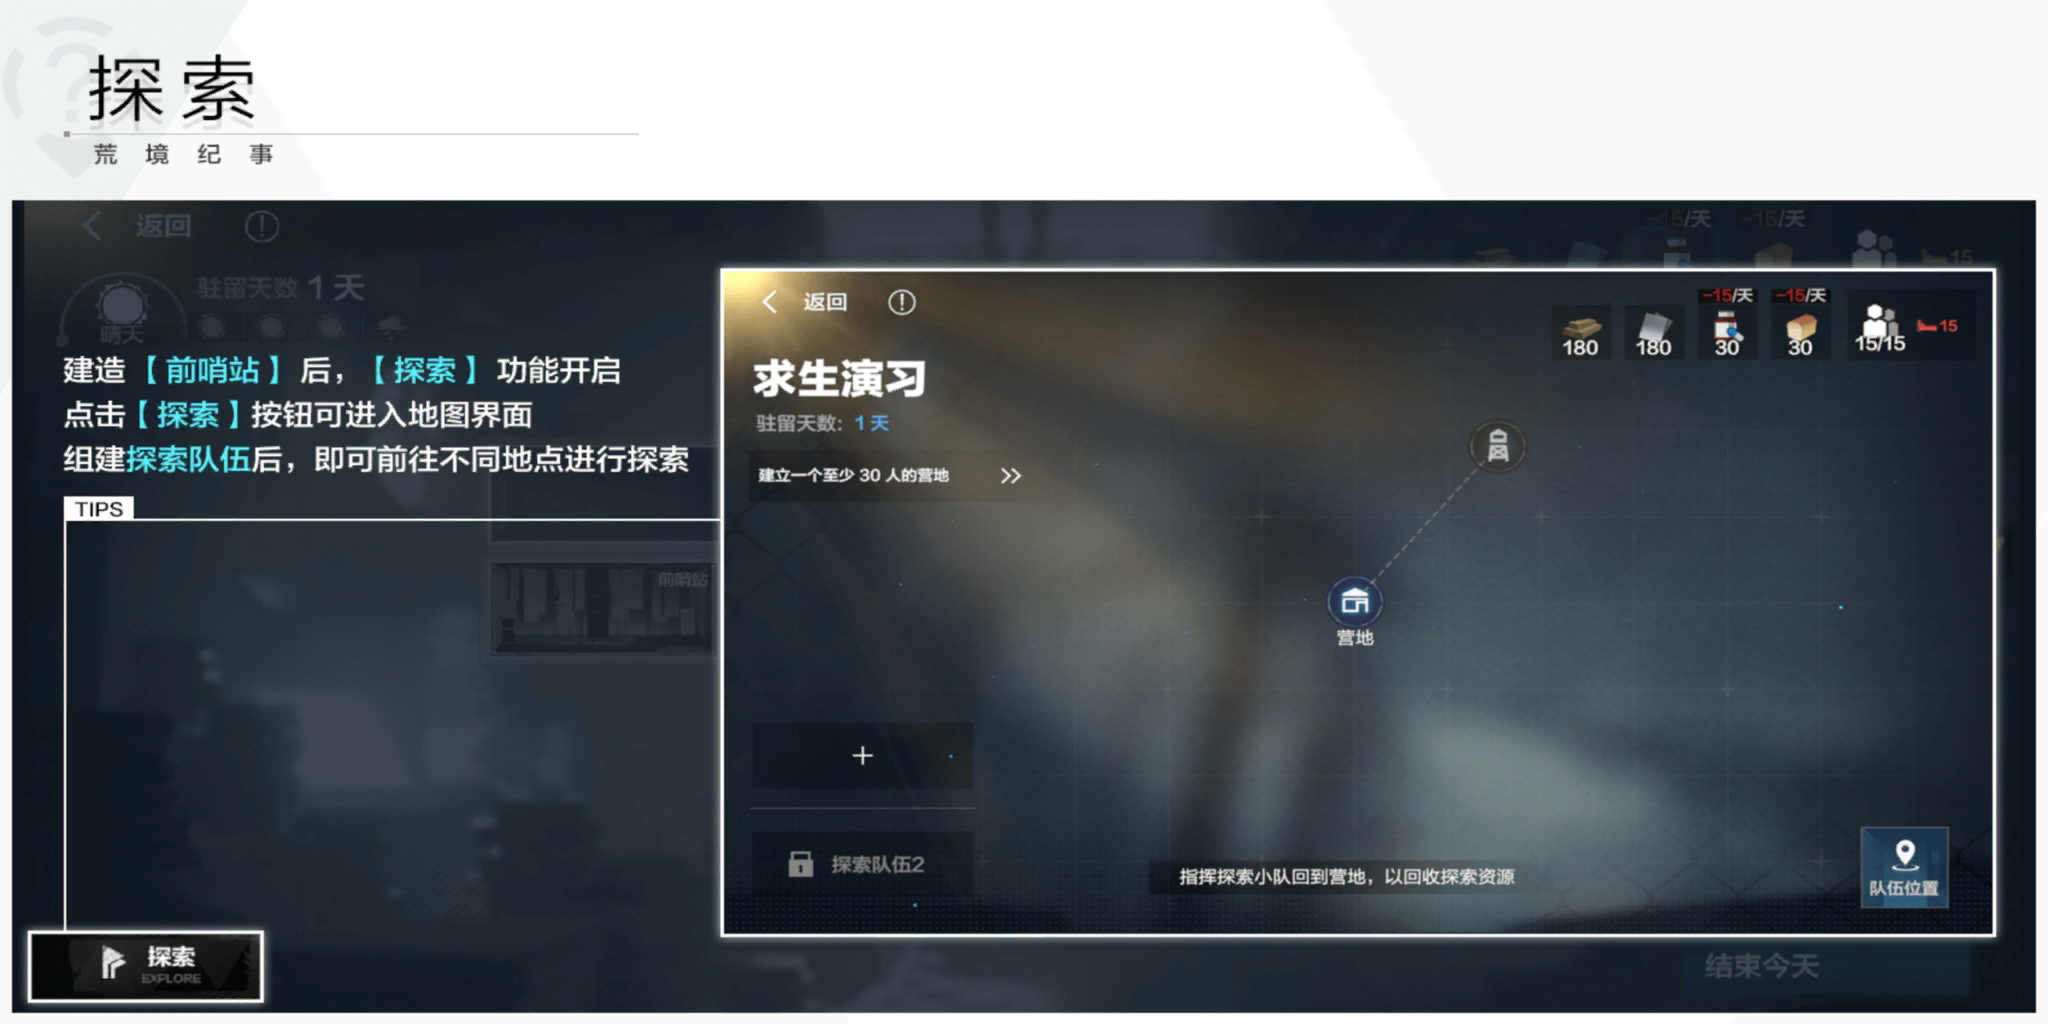 探索
荒境纪事
返回
-15/天 -15/天
15
驻留天数 1 天
晴天
建造【前哨站】后，【探索】功能开启
点击【探索】按钮可进入地图界面
组建探索队伍后，即可前往不同地点进行探索
TIPS
前哨站
探索
EXPLORE
返回
-15/天 -15/天
180 180 30 30 15/15 15
求生演习
驻留天数: 1 天
建立一个至少 30 人的营地
营地
+
探索队伍2
指挥探索小队回到营地，以回收探索资源
队伍位置
结束今天